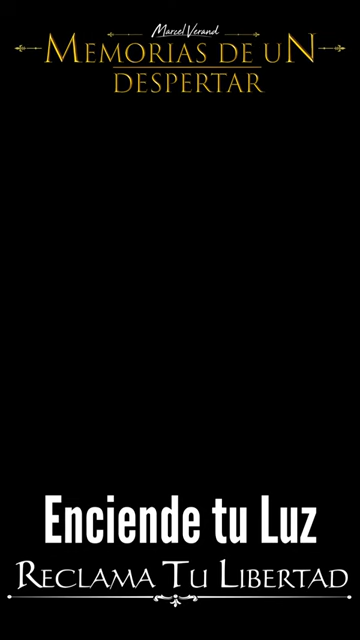 Marcel Verand
MEMORIAS DE UN
DESPERTAR
Enciende tu Luz
RECLAMA TU LIBERTAD